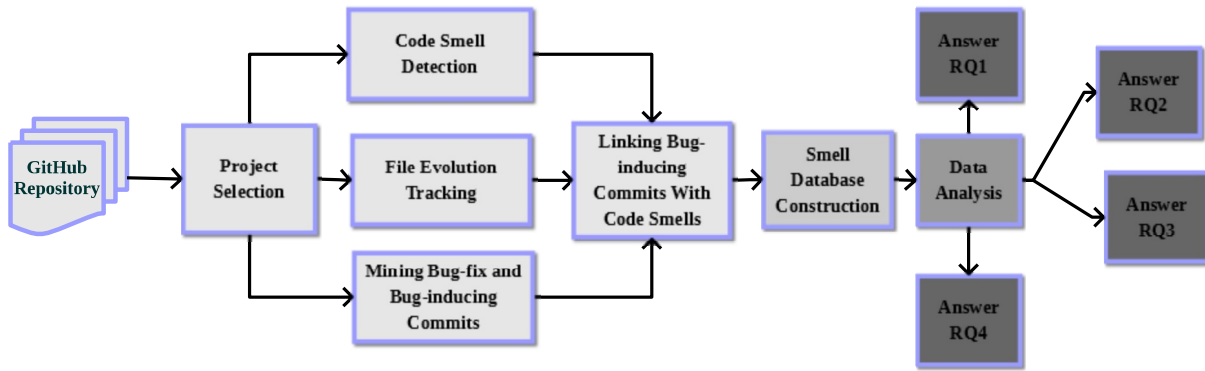 GitHub
Repository
Project
Selection
Code Smell
Detection
File Evolution
Tracking
Mining Bug-fix and
Bug-inducing
Commits
Linking Bug-
inducing
Commits With
Code Smells
Smell
Database
Construction
Data
Analysis
Answer
RQ1
Answer
RQ2
Answer
RQ3
Answer
RQ4